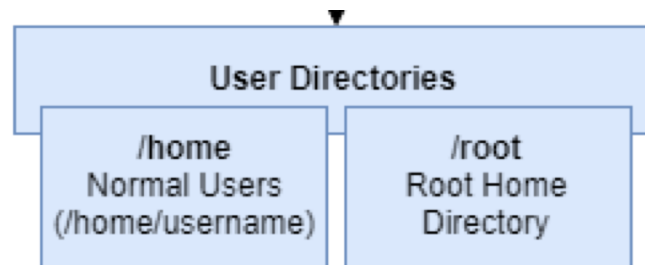 User Directories
/home
Normal Users
(/home/username)
/root
Root Home
Directory